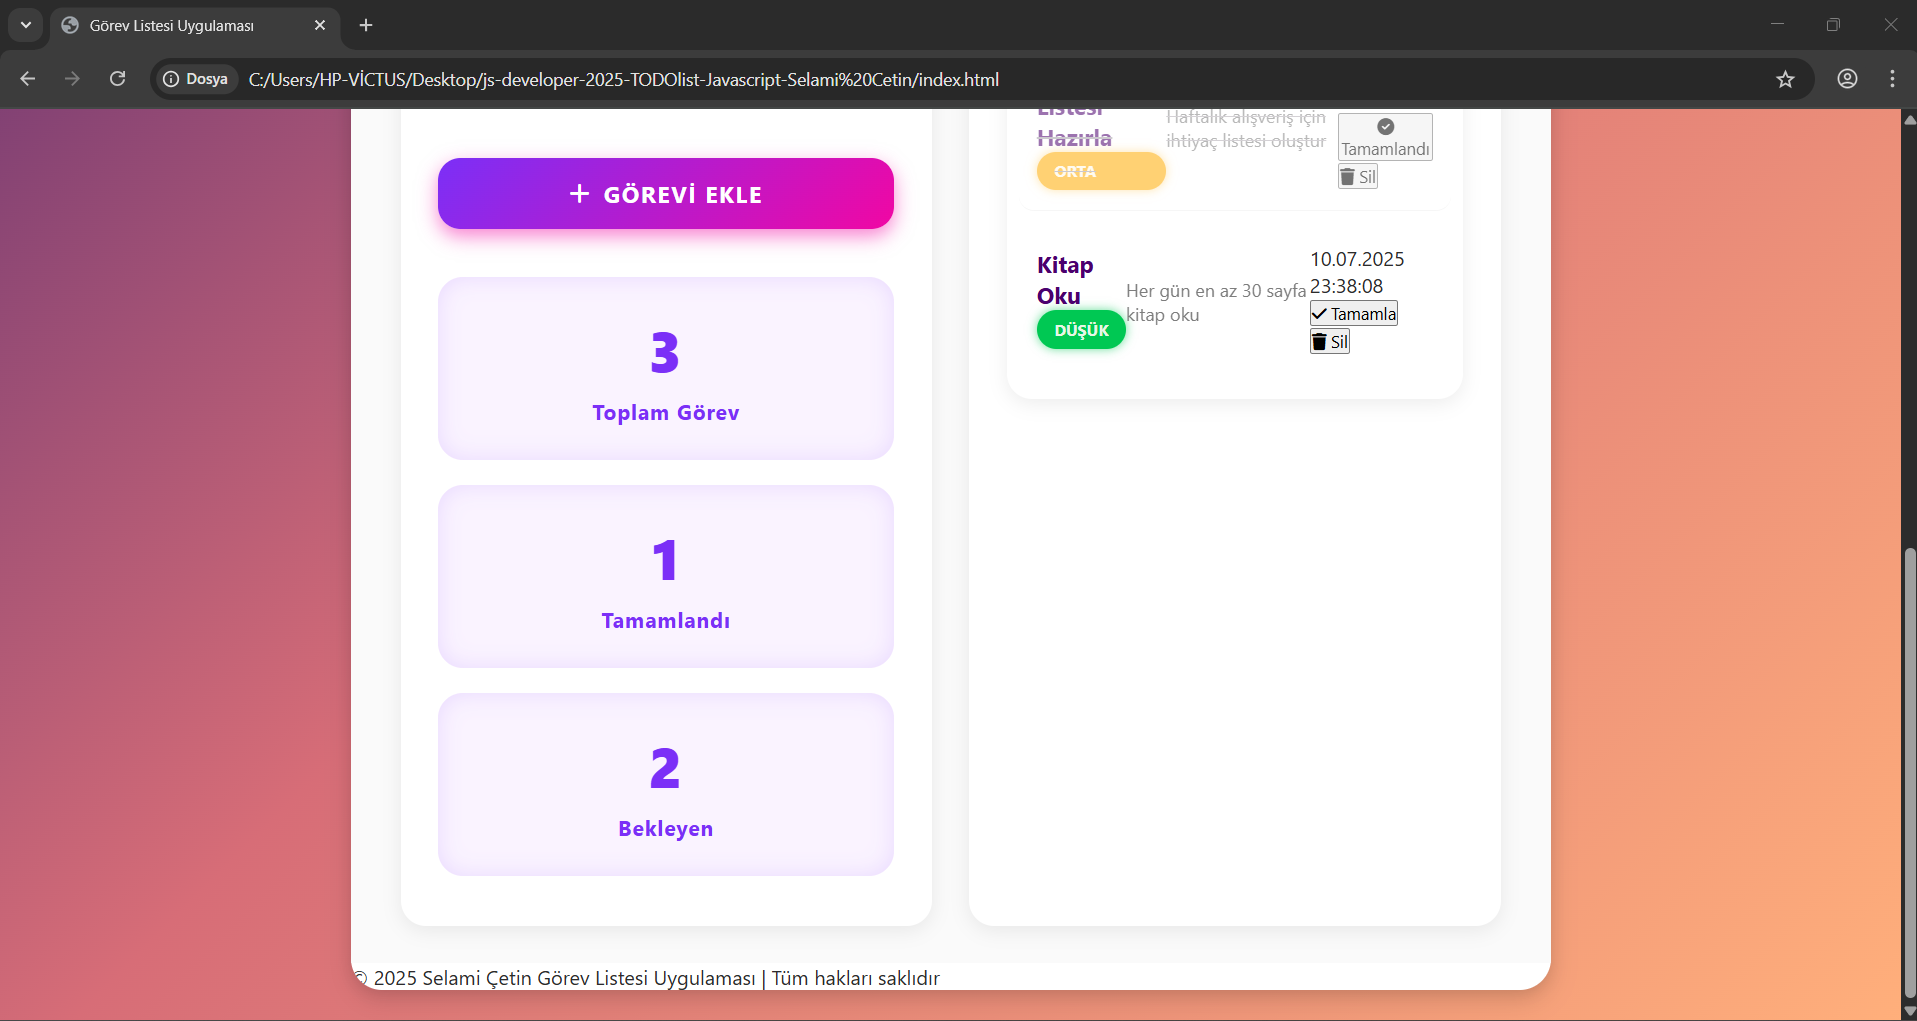 Görev Listesi Uygulaması
Dosya
C:/Users/HP-VİCTUS/Desktop/js-developer-2025-TODOlist-Javascript-Selami%20Cetin/index.html
GÖREVİ EKLE
3
Toplam Görev
1
Tamamlandı
2
Bekleyen
Listesi
Hazırla
ORTA
Haftalık alışveriş için
ihtiyaç listesi oluştur
Tamamlandı
Sil
Kitap
Oku
DÜŞÜK
Her gün en az 30 sayfa
kitap oku
10.07.2025
23:38:08
Tamamla
Sil
© 2025 Selami Çetin Görev Listesi Uygulaması | Tüm hakları saklıdır